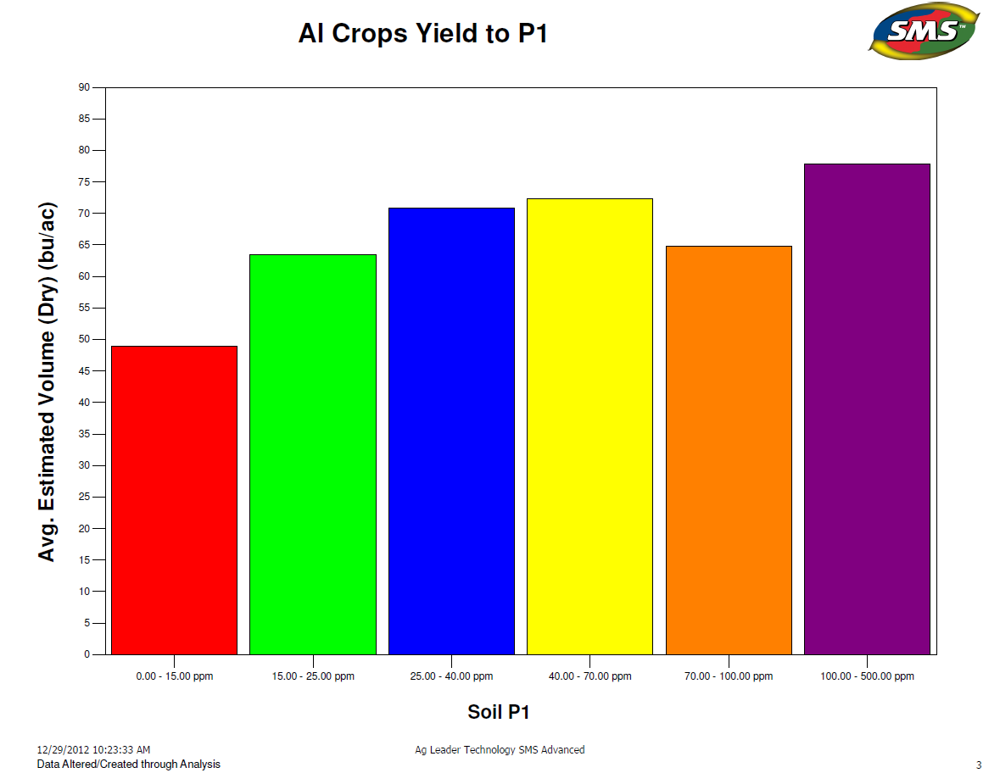 Al Crops Yield to P1
SMS™
Avg. Estimated Volume (Dry) (bu/ac)
90
85
80
75
70
65
60
55
50
45
40
35
30
25
20
15
10
5
0
0.00 - 15.00 ppm
15.00 - 25.00 ppm
25.00 - 40.00 ppm
40.00 - 70.00 ppm
70.00 - 100.00 ppm
100.00 - 500.00 ppm
Soil P1
12/29/2012 10:23:33 AM
Ag Leader Technology SMS Advanced
Data Altered/Created through Analysis
3